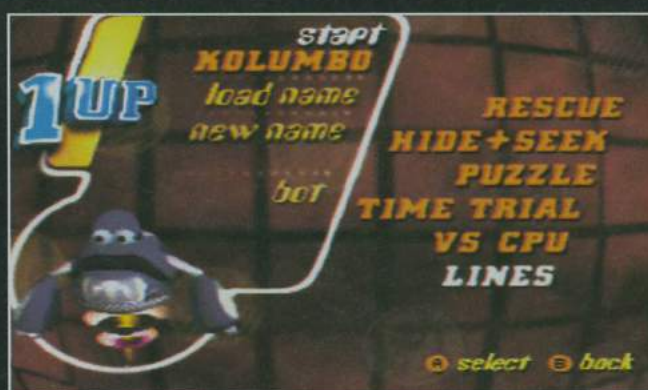 start
KOLUMBO
1UP
load name
new name
bot
RESCUE
HIDE+SEEK
PUZZLE
TIME TRIAL
VS CPU
LINES
A select B back